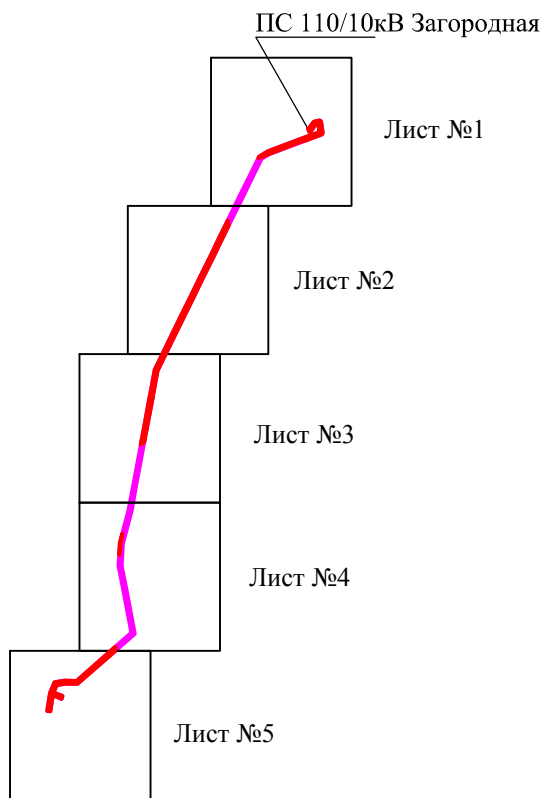 ПС 110/10кВ Загородная
Лист №1
Лист №2
Лист №3
Лист №4
Лист №5